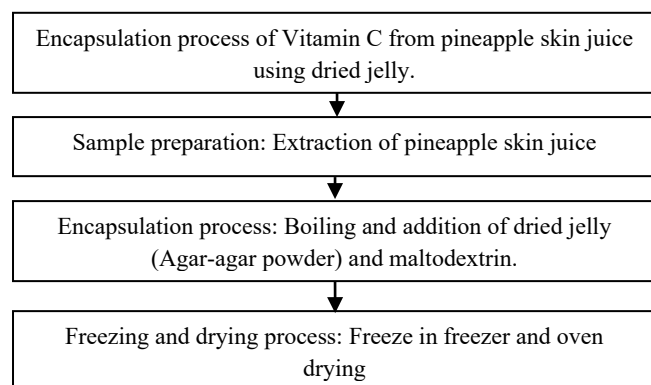 Encapsulation process of Vitamin C from pineapple skin juice
using dried jelly.
Sample preparation: Extraction of pineapple skin juice
Encapsulation process: Boiling and addition of dried jelly
(Agar-agar powder) and maltodextrin.
Freezing and drying process: Freeze in freezer and oven
drying